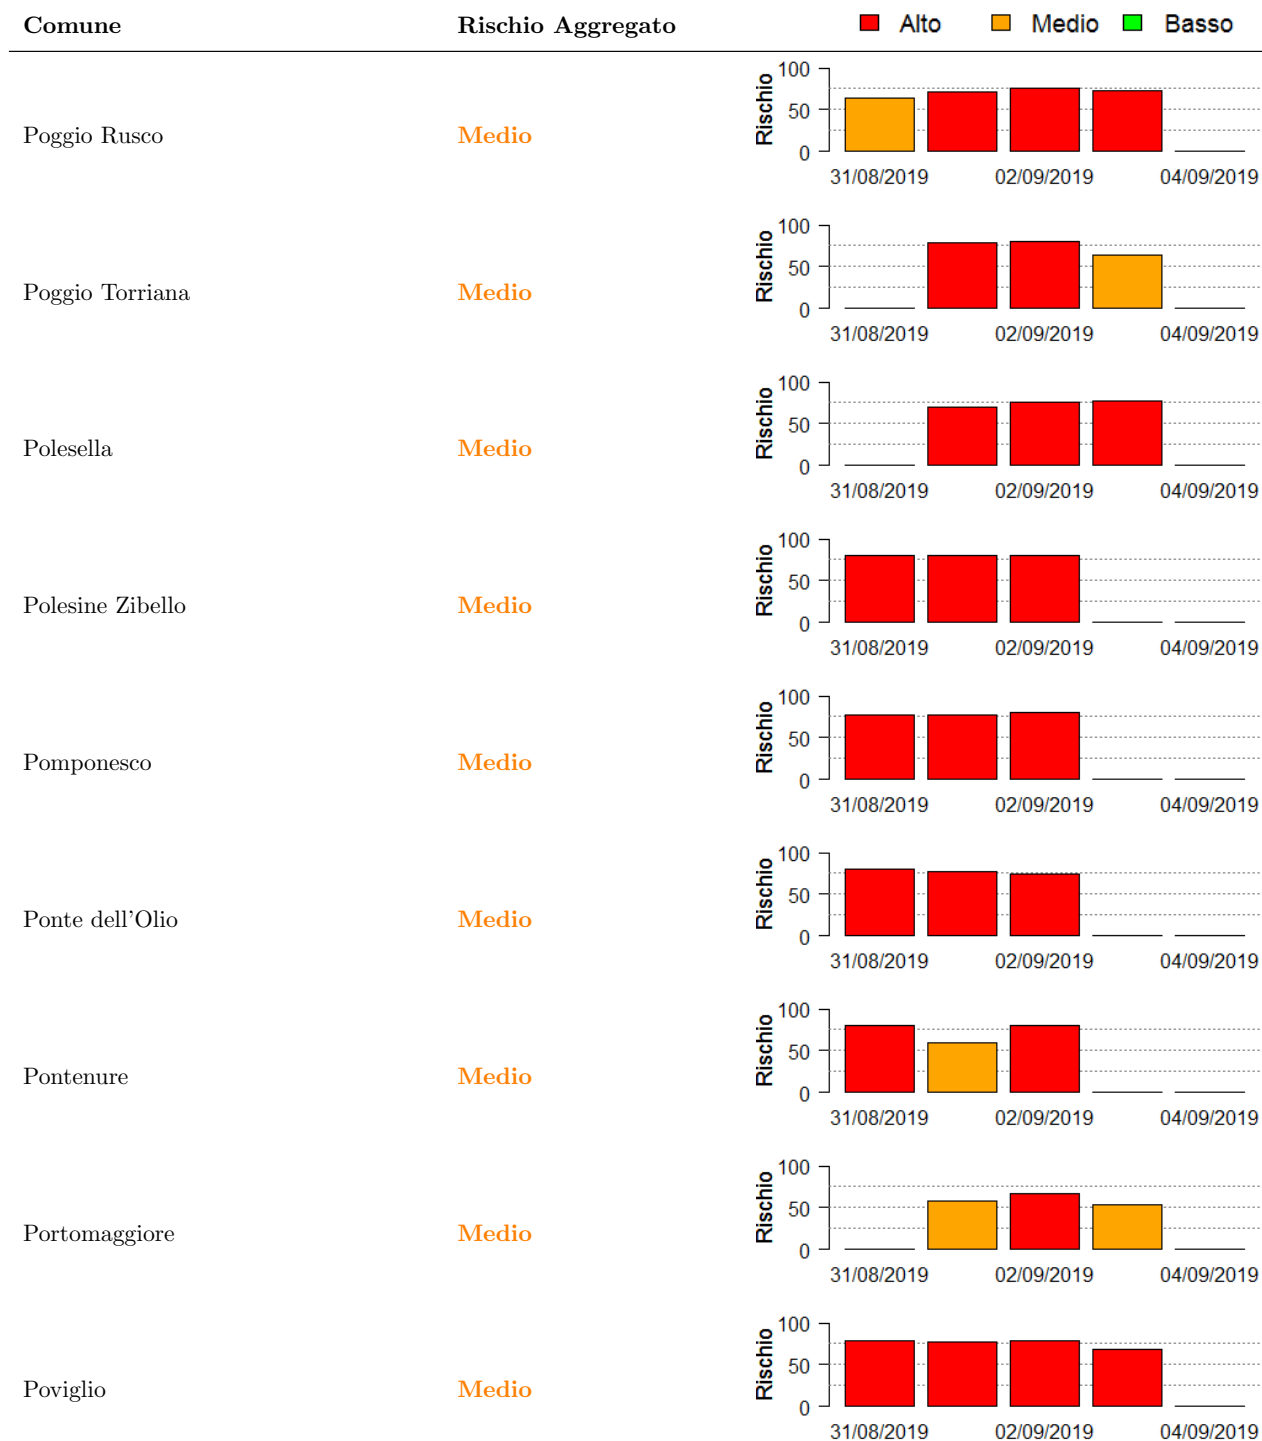 Comune Rischio Aggregato Alto Medio Basso
Poggio Rusco Medio
Rischio
100
50
0
31/08/2019 02/09/2019 04/09/2019
Poggio Torriana Medio
Rischio
100
50
0
31/08/2019 02/09/2019 04/09/2019
Polesella Medio
Rischio
100
50
0
31/08/2019 02/09/2019 04/09/2019
Polesine Zibello Medio
Rischio
100
50
0
31/08/2019 02/09/2019 04/09/2019
Pomponesco Medio
Rischio
100
50
0
31/08/2019 02/09/2019 04/09/2019
Ponte dell'Olio Medio
Rischio
100
50
0
31/08/2019 02/09/2019 04/09/2019
Pontenure Medio
Rischio
100
50
0
31/08/2019 02/09/2019 04/09/2019
Portomaggiore Medio
Rischio
100
50
0
31/08/2019 02/09/2019 04/09/2019
Poviglio Medio
Rischio
100
50
0
31/08/2019 02/09/2019 04/09/2019